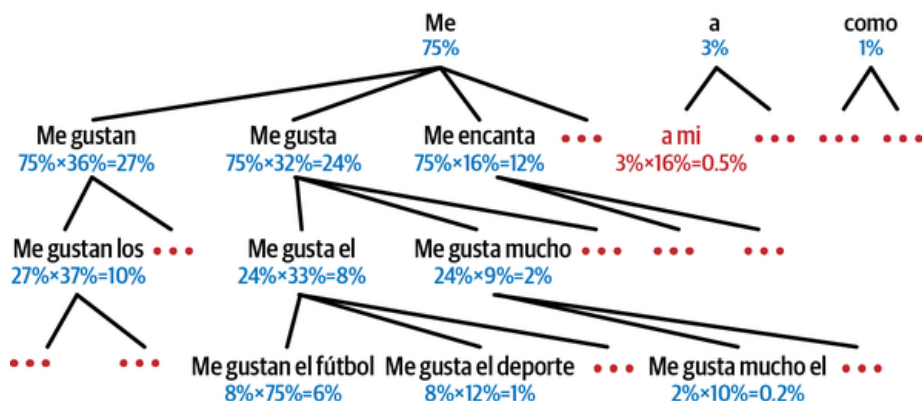 Me a como
75% 3% 1%
Me gustan Me gusta Me encanta ••• a mi ••• ••• •••
75%×36%=27% 75%×32%=24% 75%×16%=12% 3%×16%=0.5%
Me gustan los ••• Me gusta el Me gusta mucho ••• ••• •••
27%×37%=10% 24%×33%=8% 24%×9%=2%
••• ••• Me gustan el fútbol Me gusta el deporte ••• Me gusta mucho el •••
8%×75%=6% 8%×12%=1% 2%×10%=0.2%